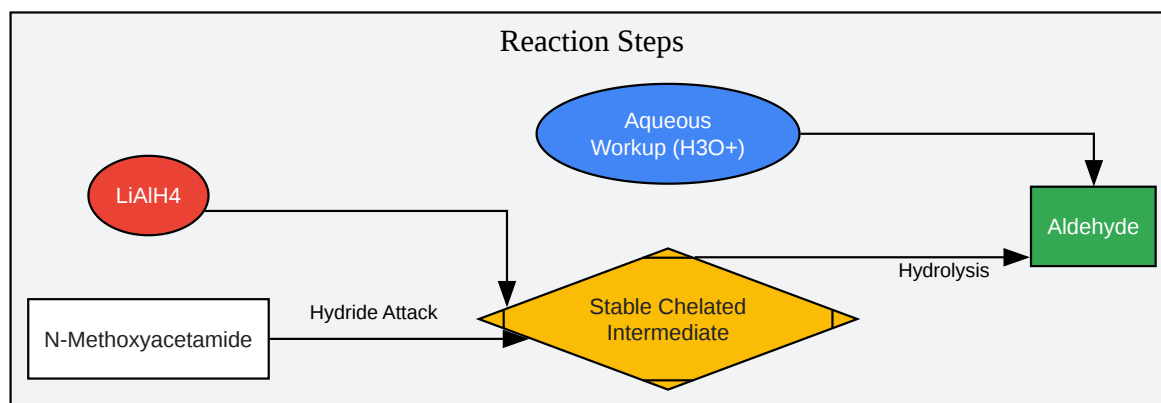 Reaction Steps
Aqueous
Workup (H3O+)
LiAlH4
Aldehyde
Hydrolysis
Hydride Attack
Stable Chelated
Intermediate
N-Methoxyacetamide